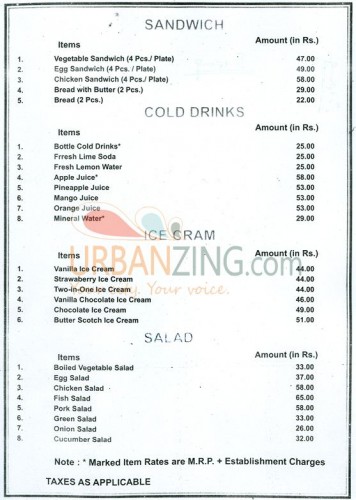 SANDWICH
Items Amount (in Rs.)
1. Vegetable Sandwich (4 Pcs./ Plate) 47.00
2. Egg Sandwich (4 Pcs. / Plate) 49.00
3. Chicken Sandwich (4 Pcs./ Plate) 58.00
4. Bread with Butter (2 Pcs.) 29.00
5. Bread (2 Pcs.) 22.00
COLD DRINKS
Items Amount (in Rs.)
1. Bottle Cold Drinks* 25.00
2. Frresh Lime Soda 25.00
3. Fresh Lemon Water 25.00
4. Apple Juice* 58.00
5. Pineapple Juice 53.00
6. Mango Juice 53.00
7. Orange Juice 53.00
8. Mineral Water* 29.00
ICE CRAM
URBANZING.COM
Items Amount (in Rs.)
1. Vanilla Ice Cream 44.00
2. Strawaberry Ice Cream 44.00
3. Two-in-One Ice Cream 44.00
Your voice.
4. Vanilla Chocolate Ice Cream 46.00
5. Chocolate Ice Cream 49.00
6. Butter Scotch Ice Cream 51.00
SALAD
Items Amount (in Rs.)
1. Boiled Vegetable Salad 33.00
2. Egg Salad 37.00
3. Chicken Salad 58.00
4. Fish Salad 65.00
5. Pork Salad 58.00
6. Green Salad 33.00
7. Onion Salad 26.00
8. Cucumber Salad 32.00
Note : * Marked Item Rates are M.R.P. + Establishment Charges
TAXES AS APPLICABLE